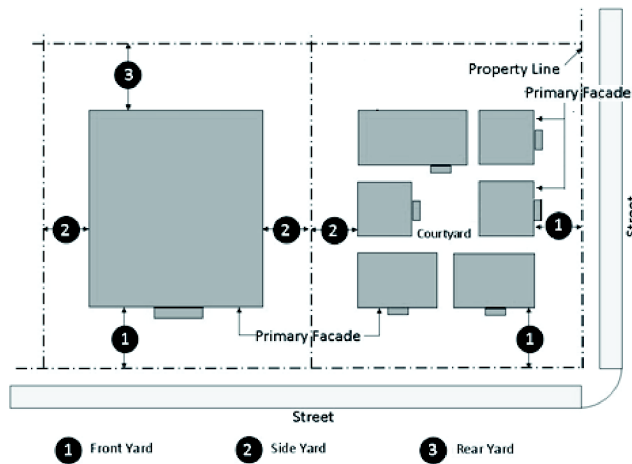 3
Property Line
Primary Facade
2
2
2
Courtyard
1
Street
1
Primary Facade
1
Street
1 Front Yard
2 Side Yard
3 Rear Yard